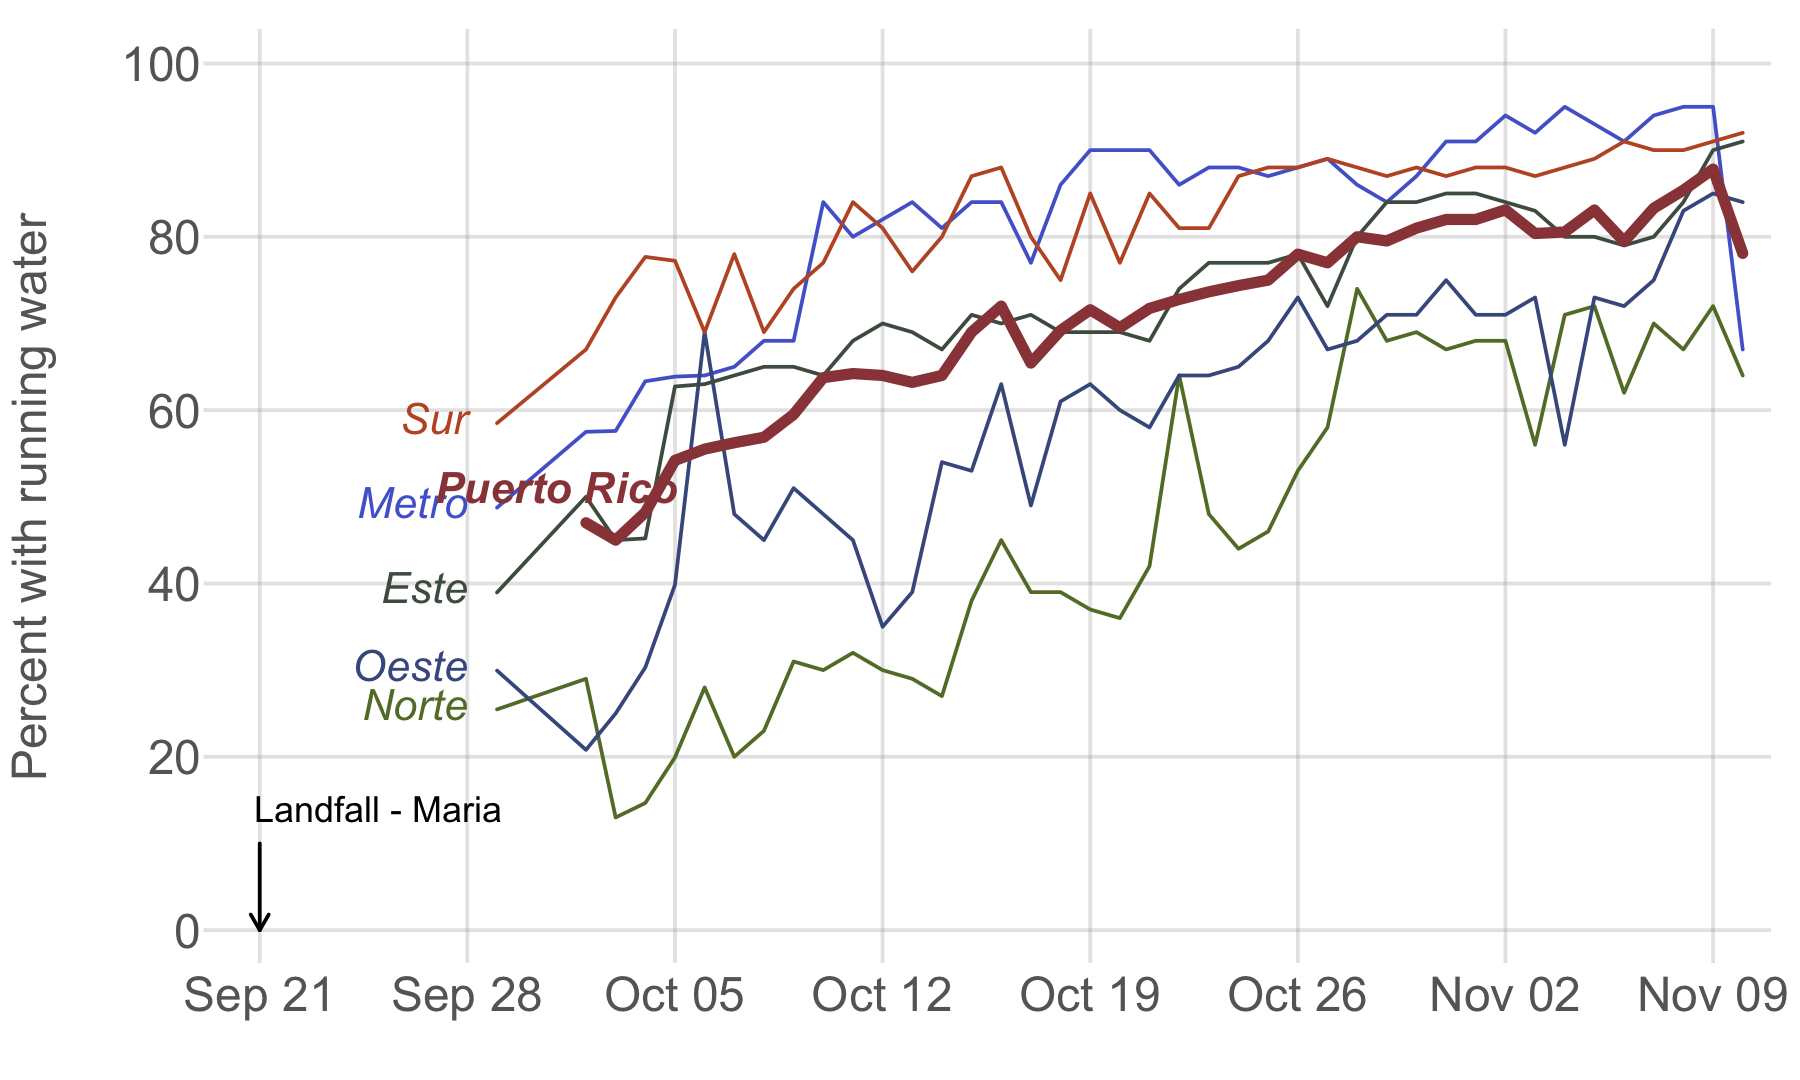 Percent with running water
100
80
60
40
20
0
Sur
Puerto Rico
Metro
Este
Oeste
Norte
Landfall - Maria
Sep 21 Sep 28 Oct 05 Oct 12 Oct 19 Oct 26 Nov 02 Nov 09